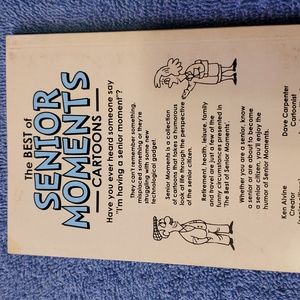 The BEST of
SENIOR
MOMENTS
CARTOONS
Have you ever heard someone say
"I'm having a senior moment"?
They can't remember something,
misplaced something or they're
struggling with some new
technological gadget.
Senior Moments is a collection
of cartoons that takes a humorous
look at life through the perspective
of the senior citizen.
Retirement, health, leisure, family
and travel are just a few of the
funny circumstances presented in
'The Best of Senior Moments'.
Whether you are a senior, know
a senior or are about to become
a senior citizen, you'll enjoy the
humor of Senior Moments.
Ken Alvine
Creator
Dave Carpenter
Cartoonist